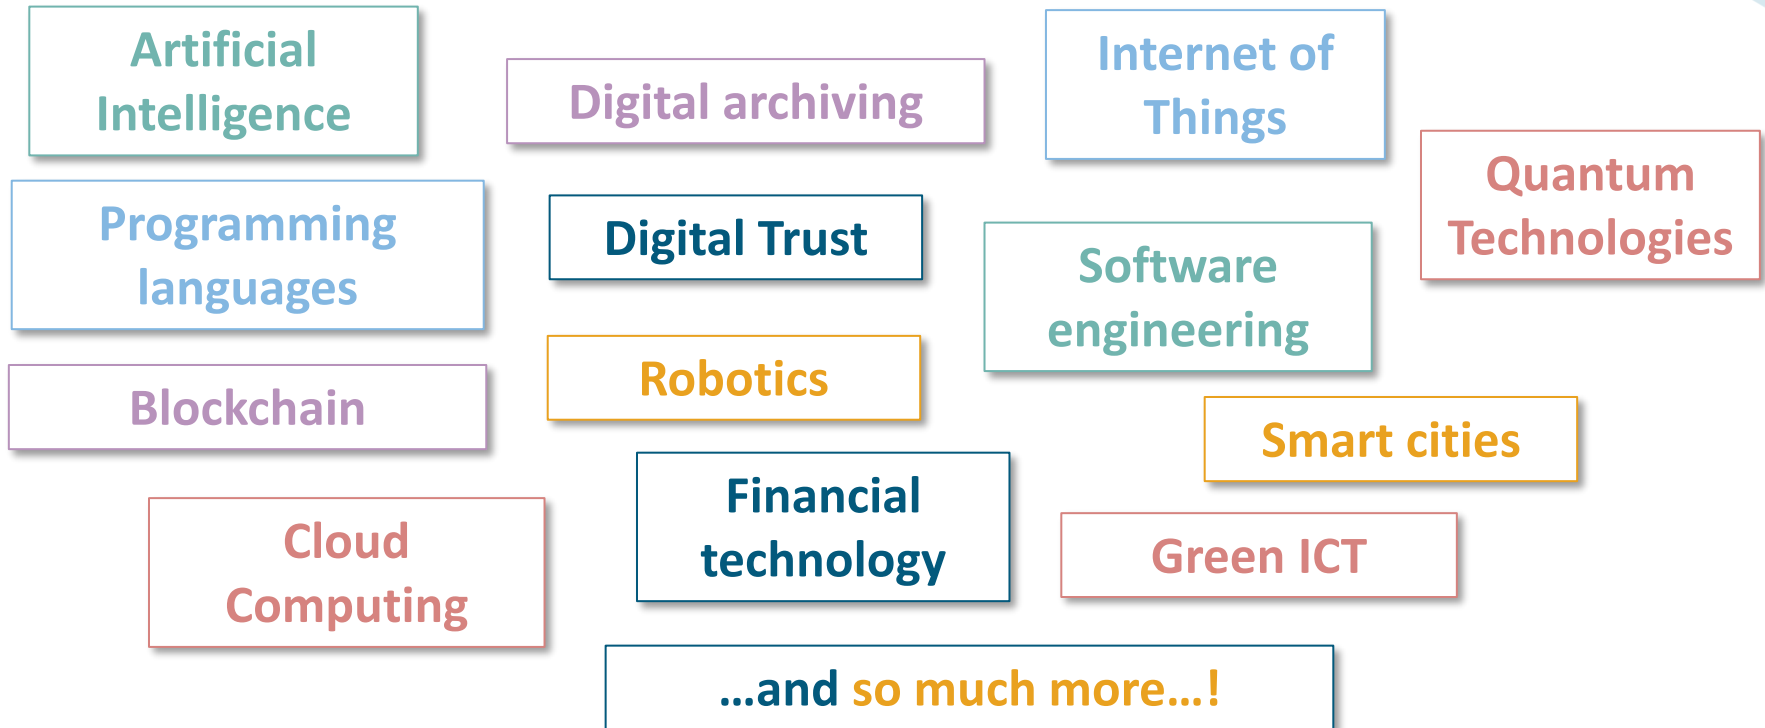 Artificial
Intelligence
Digital archiving
Internet of
Things
Quantum
Technologies
Programming
languages
Digital Trust
Software
engineering
Robotics
Blockchain
Smart cities
Financial
technology
Cloud
Computing
Green ICT
...and so much more...!